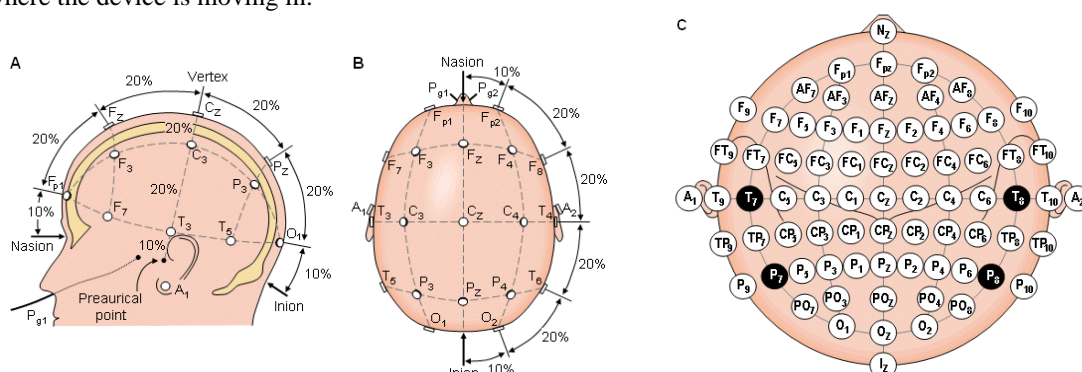 where the device is moving in.
A
20%
Vertex
Cz
20%
Fz
20%
20%
Pz
20%
F3
C3
P3
20%
20%
Fp1
F7
10%
T3
T5
O1
Nasion
10%
10%
Preaurical
point
A1
Inion
Pg1
B
Nasion
10%
Pg1
Pg2
Fp1
Fp2
20%
F7
F3
Fz
F4
F8
20%
A1
T3
C3
Cz
C4
T4
A2
20%
T5
P3
Pz
P4
T6
O1
O2
20%
Inion
10%
C
Nz
Fp1 Fpz Fp2
AF7 AF3 AFz AF4 AF8
F9 F7 F5 F3 F1 Fz F2 F4 F6 F8 F10
FT9 FT7 FC5 FC3 FC1 FCz FC2 FC4 FC6 FT8 FT10
A1 T9 T7 C5 C3 C1 Cz C2 C4 C6 T8 T10 A2
TP9 TP7 CP5 CP3 CP1 CPz CP2 CP4 CP6 TP8 TP10
P9 P7 P5 P3 P1 Pz P2 P4 P6 P8 P10
PO7 PO3 POz PO4 PO8
O1 Oz O2
Iz